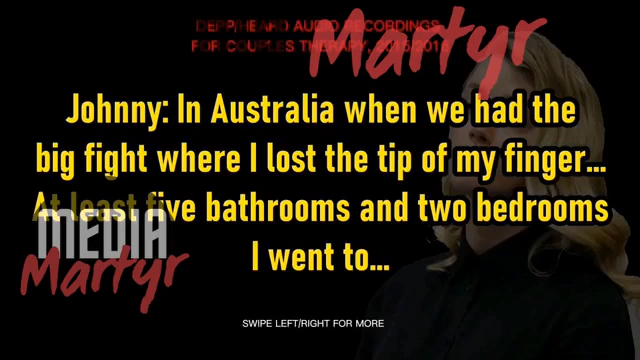 DEPP/HEARD AUDIO RECORDINGS
FOR COUPLES THERAPY, 2015/2016
Martyr
Johnny: In Australia when we had the
big fight where I lost the tip of my finger...
At least five bathrooms and two bedrooms
I went to...
MEDIA
Martyr
SWIPE LEFT/RIGHT FOR MORE